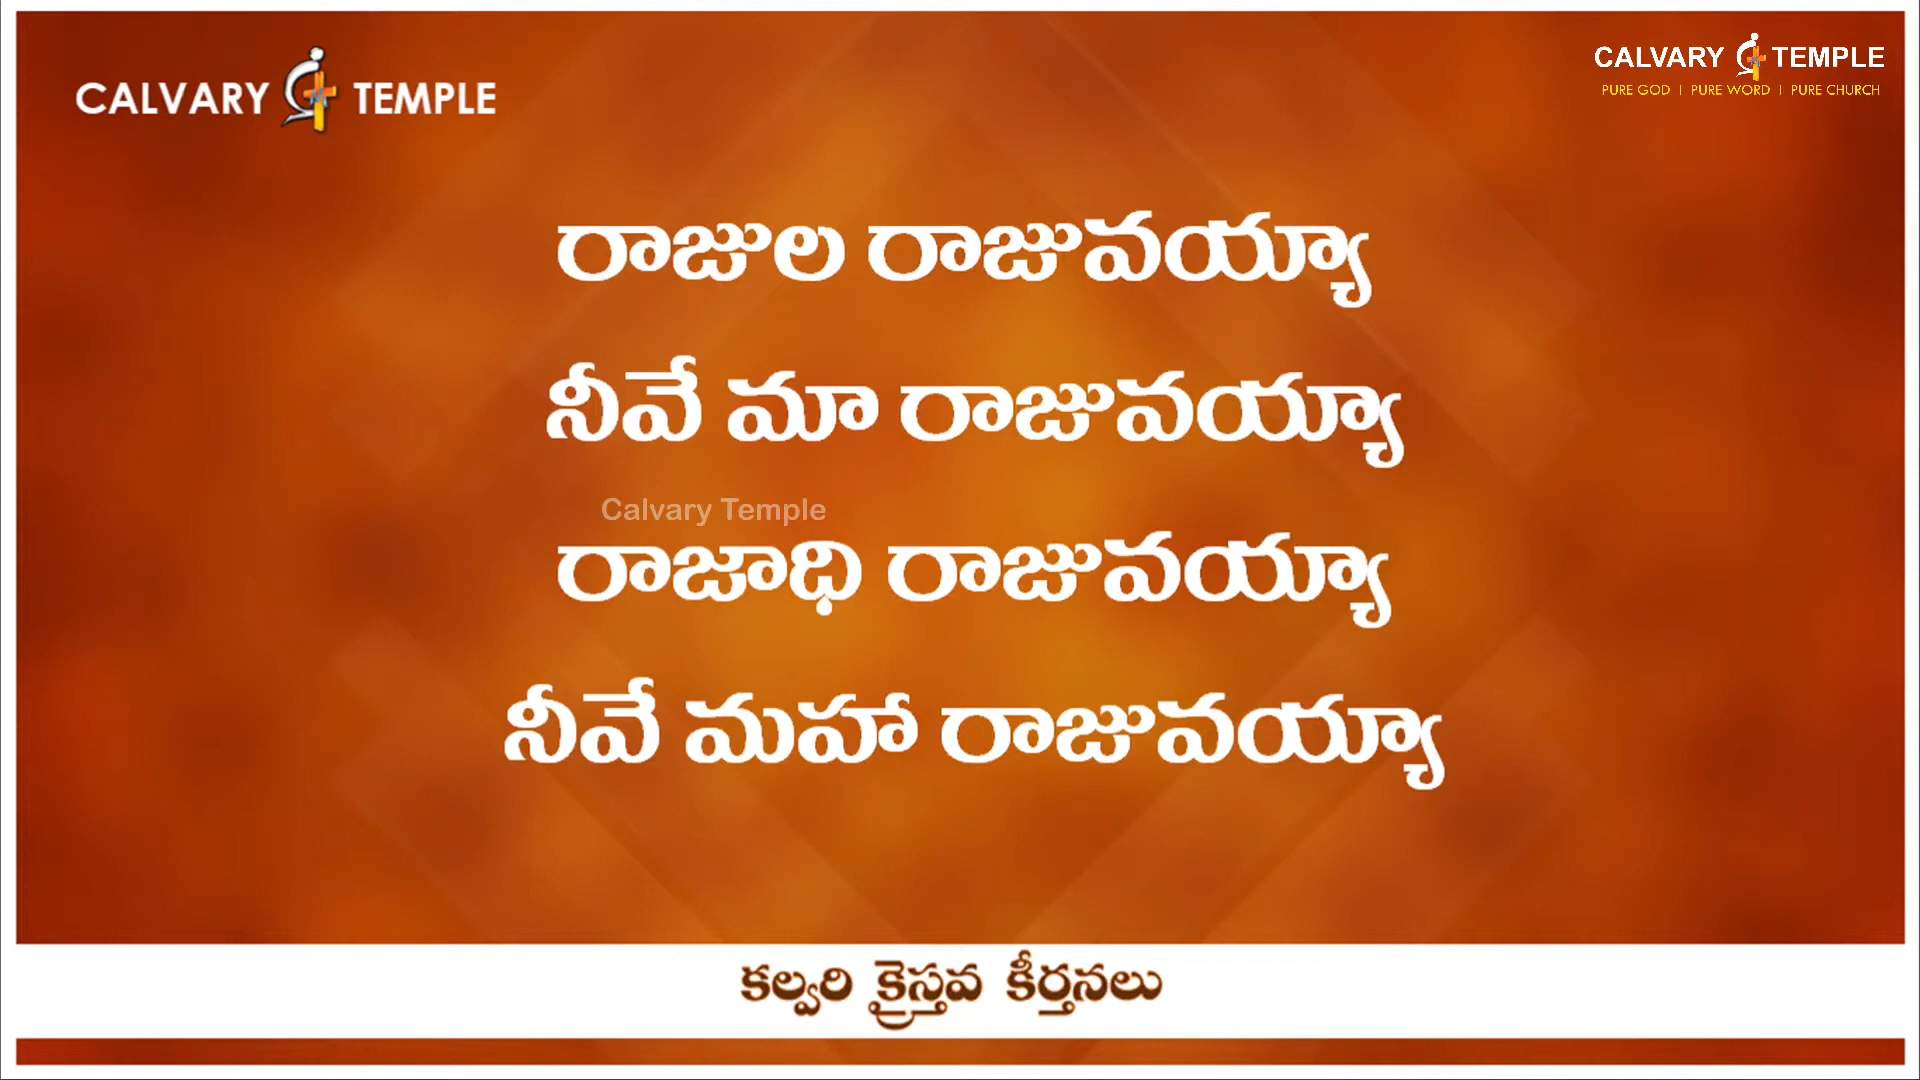 CALVARY TEMPLE
CALVARY TEMPLE
PURE GOD | PURE WORD | PURE CHURCH
రాజుల రాజువయ్యా
నీవే మా రాజువయ్యా
Calvary Temple
రాజాధి రాజువయ్యా
నీవే మహా రాజువయ్యా
కల్వరి క్రైస్తవ కీర్తనలు